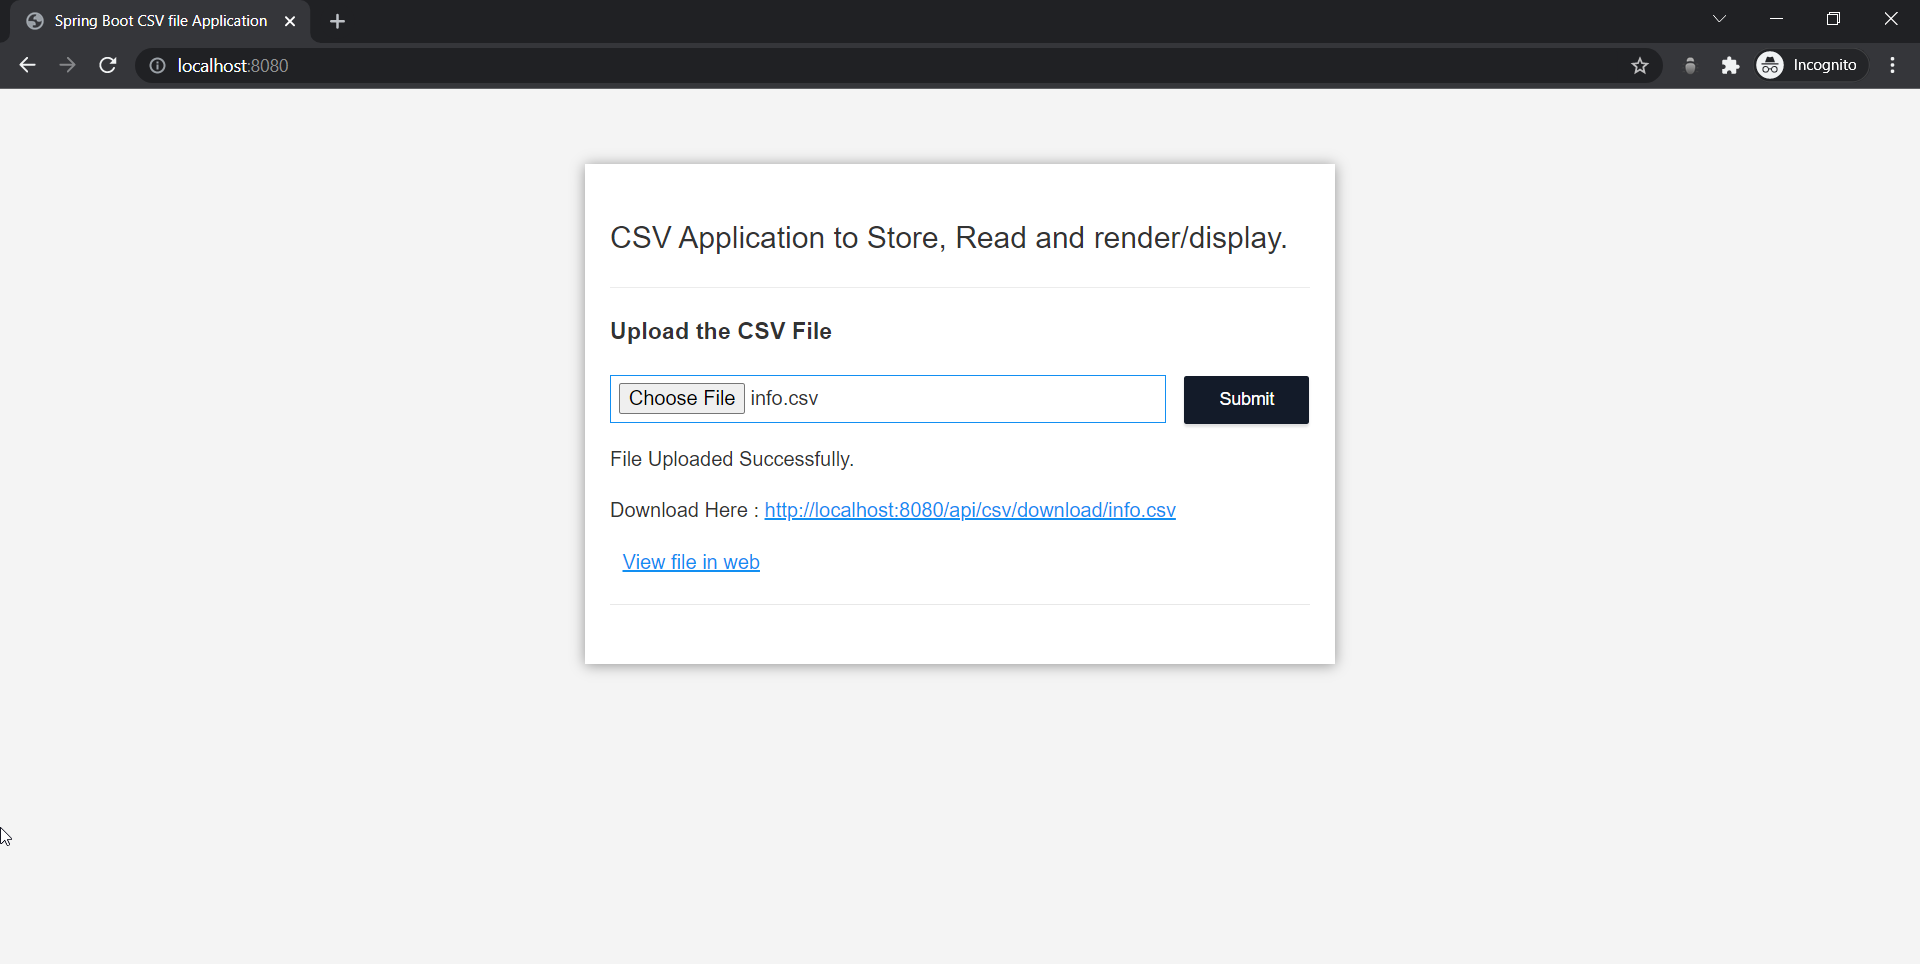 Spring Boot CSV file Application
localhost:8080
Incognito
CSV Application to Store, Read and render/display.
Upload the CSV File
Choose File info.csv
Submit
File Uploaded Successfully.
Download Here : http://localhost:8080/api/csv/download/info.csv
View file in web